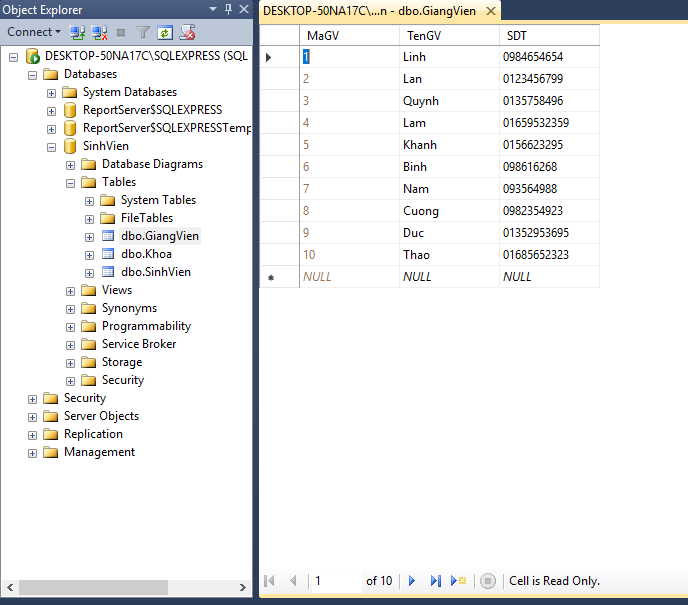 Object Explorer
Connect
DESKTOP-50NA17C\SQLEXPRESS (SQL
Databases
System Databases
ReportServer$SQLEXPRESS
ReportServer$SQLEXPRESSTemp
SinhVien
Database Diagrams
Tables
System Tables
FileTables
dbo.GiangVien
dbo.Khoa
dbo.SinhVien
Views
Synonyms
Programmability
Service Broker
Storage
Security
Security
Server Objects
Replication
Management
DESKTOP-50NA17C\...n - dbo.GiangVien
MaGV TenGV SDT
1 Linh 0984654654
2 Lan 0123456799
3 Quynh 0135758496
4 Lam 01659532359
5 Khanh 0156623295
6 Binh 098616268
7 Nam 093564988
8 Cuong 0982354923
9 Duc 01352953695
10 Thao 01685652323
NULL NULL NULL
1 of 10 Cell is Read Only.